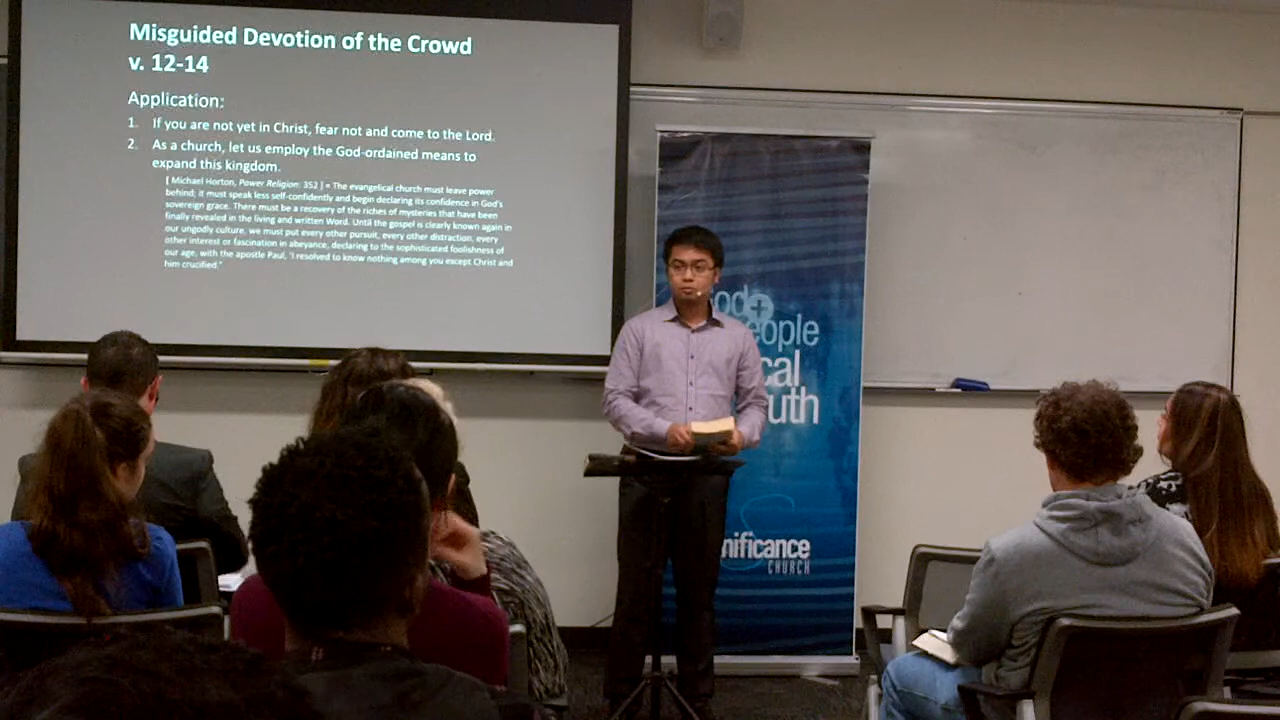 Misguided Devotion of the Crowd
v. 12-14
Application:
1. If you are not yet in Christ, fear not and come to the Lord.
2. As a church, let us employ the God-ordained means to
expand this kingdom.
[ Michael Horton, Power Religion: 352 ] = The evangelical church must leave power
behind; it must speak less self-confidently and begin declaring its confidence in God's
sovereign grace. There must be a recovery of the riches of mysteries that have been
finally revealed in the living and written Word. Until the gospel is clearly known again in
our ungodly culture, we must put every other pursuit, every other distraction, every
other interest or fascination in abeyance, declaring to the sophisticated foolishness of
our age, with the apostle Paul, 'I resolved to know nothing among you except Christ and
him crucified."
od+
eople
cal
uth
nificance
CHURCH